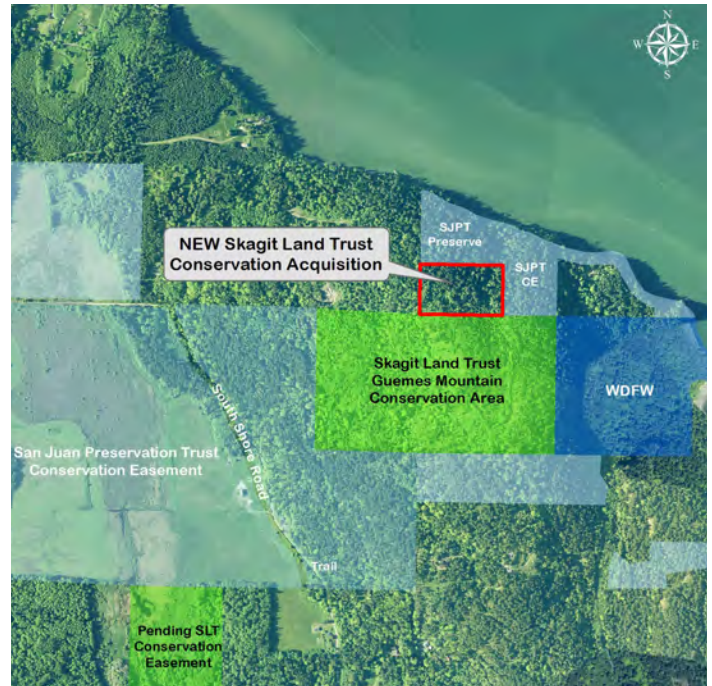 N
W E
S
SJPT
Preserve
NEW Skagit Land Trust
Conservation Acquisition
SJPT
CE
Skagit Land Trust
Guemes Mountain
Conservation Area
WDFW
South Shore Road
San Juan Preservation Trust
Conservation Easement
Trail
Pending SLT
Conservation
Easement